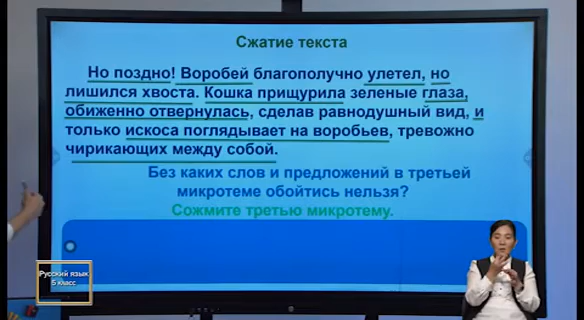 Сжатие текста
Но поздно! Воробей благополучно улетел, но
лишился хвоста. Кошка прищурила зеленые глаза,
обиженно отвернулась, сделав равнодушный вид, и
только искоса поглядывает на воробьев, тревожно
чирикающих между собой.
Без каких слов и предложений в третьей
микротеме обойтись нельзя?
Сожмите третью микротему.
Русский язык
5 класс